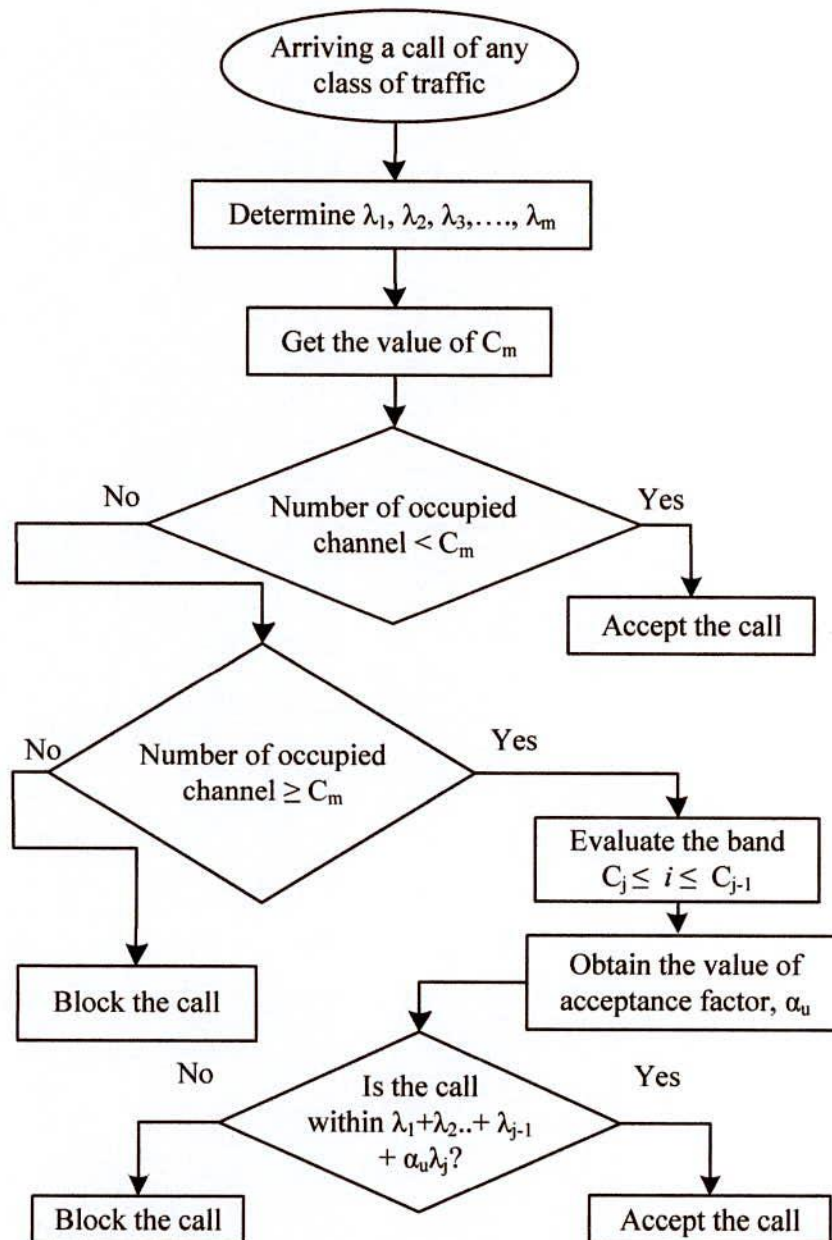 Arriving a call of any
class of traffic
Determine λ₁, λ₂, λ₃,...., λₘ
Get the value of Cₘ
No
Number of occupied
channel < Cₘ
Yes
Accept the call
No
Number of occupied
channel ≥ Cₘ
Yes
Evaluate the band
Cⱼ ≤ i ≤ Cⱼ₋₁
Block the call
Obtain the value of
acceptance factor, αᵤ
No
Is the call
within λ₁+λ₂..+ λⱼ₋₁
+ αᵤλⱼ?
Yes
Block the call
Accept the call